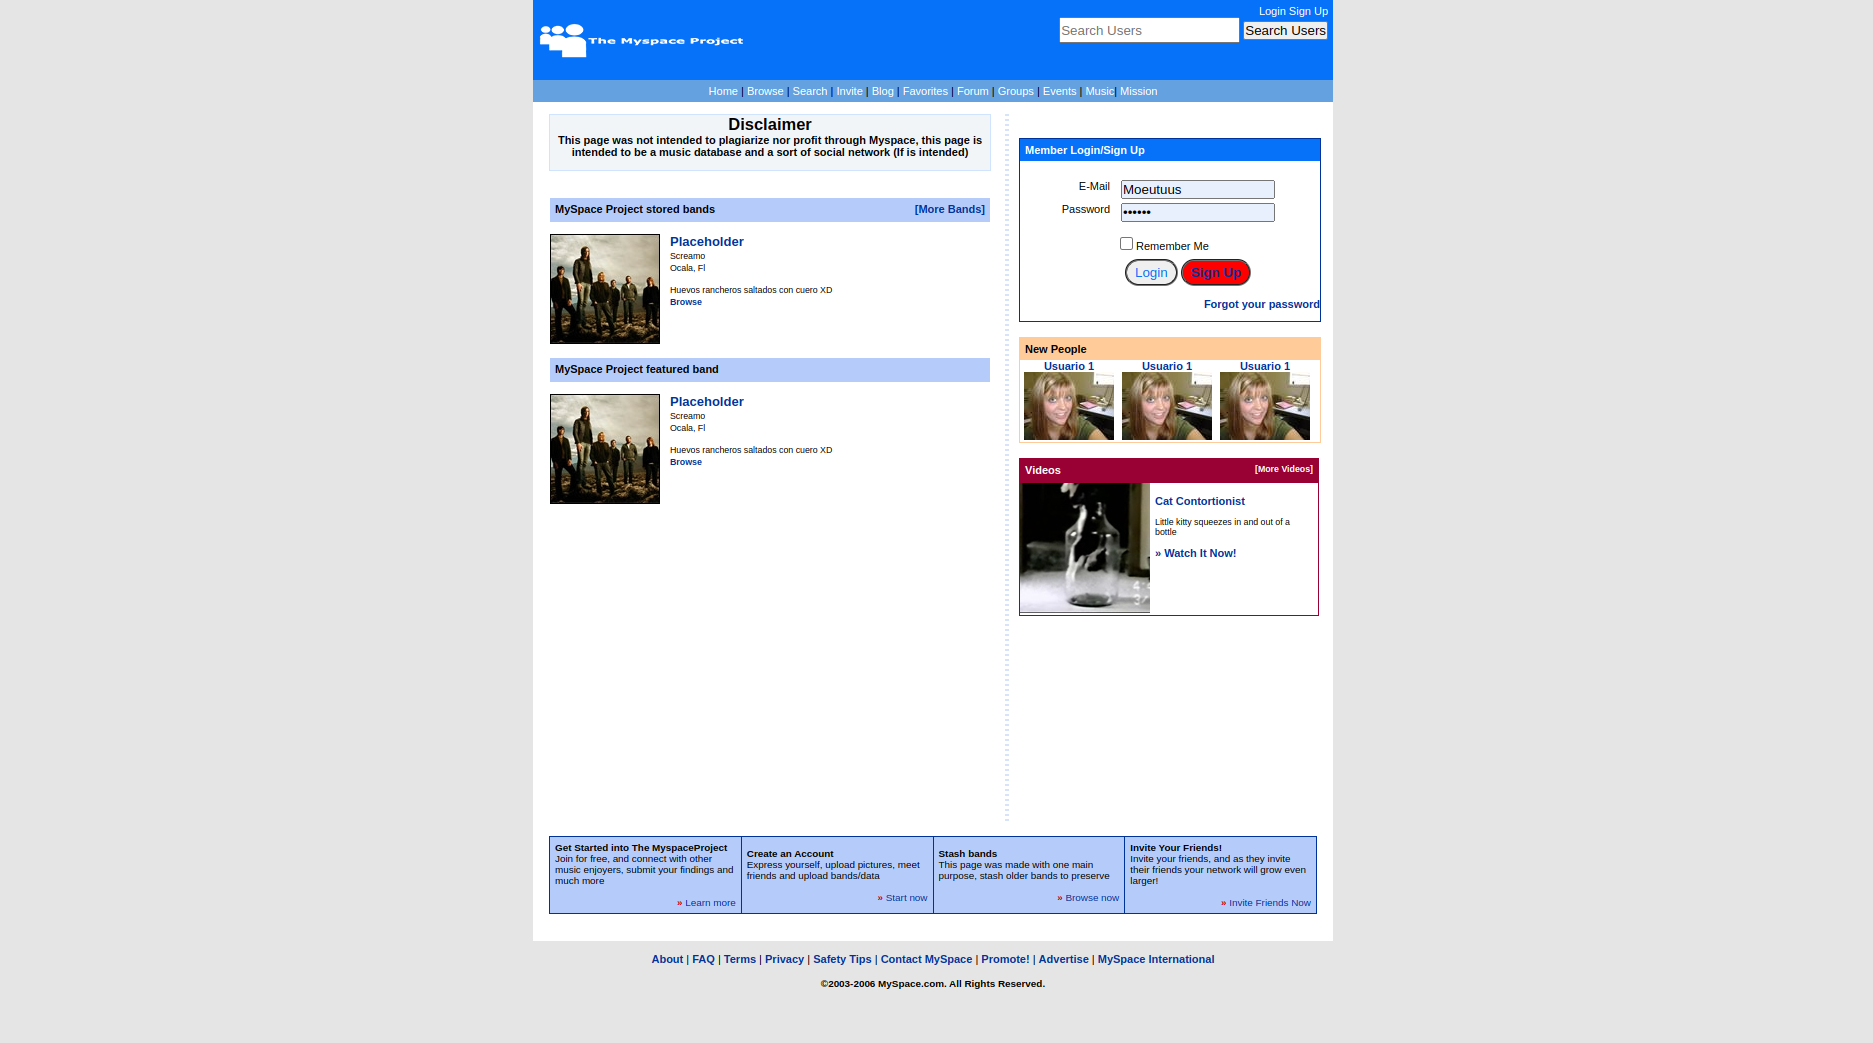 Login Sign Up
The Myspace Project
Search Users
Search Users
Home | Browse | Search | Invite | Blog | Favorites | Forum | Groups | Events | Music| Mission
Disclaimer
This page was not intended to plagiarize nor profit through Myspace, this page is
intended to be a music database and a sort of social network (If is intended)
MySpace Project stored bands
[More Bands]
Placeholder
Screamo
Ocala, Fl
Huevos rancheros saltados con cuero XD
Browse
MySpace Project featured band
Placeholder
Screamo
Ocala, Fl
Huevos rancheros saltados con cuero XD
Browse
Member Login/Sign Up
E-Mail
Moeutuus
Password
••••••
Remember Me
Login
Sign Up
Forgot your password
New People
Usuario 1
Usuario 1
Usuario 1
Videos
[More Videos]
Cat Contortionist
Little kitty squeezes in and out of a
bottle
» Watch It Now!
Get Started into The MyspaceProject
Join for free, and connect with other
music enjoyers, submit your findings and
much more
» Learn more
Create an Account
Express yourself, upload pictures, meet
friends and upload bands/data
» Start now
Stash bands
This page was made with one main
purpose, stash older bands to preserve
» Browse now
Invite Your Friends!
Invite your friends, and as they invite
their friends your network will grow even
larger!
» Invite Friends Now
About | FAQ | Terms | Privacy | Safety Tips | Contact MySpace | Promote! | Advertise | MySpace International
©2003-2006 MySpace.com. All Rights Reserved.